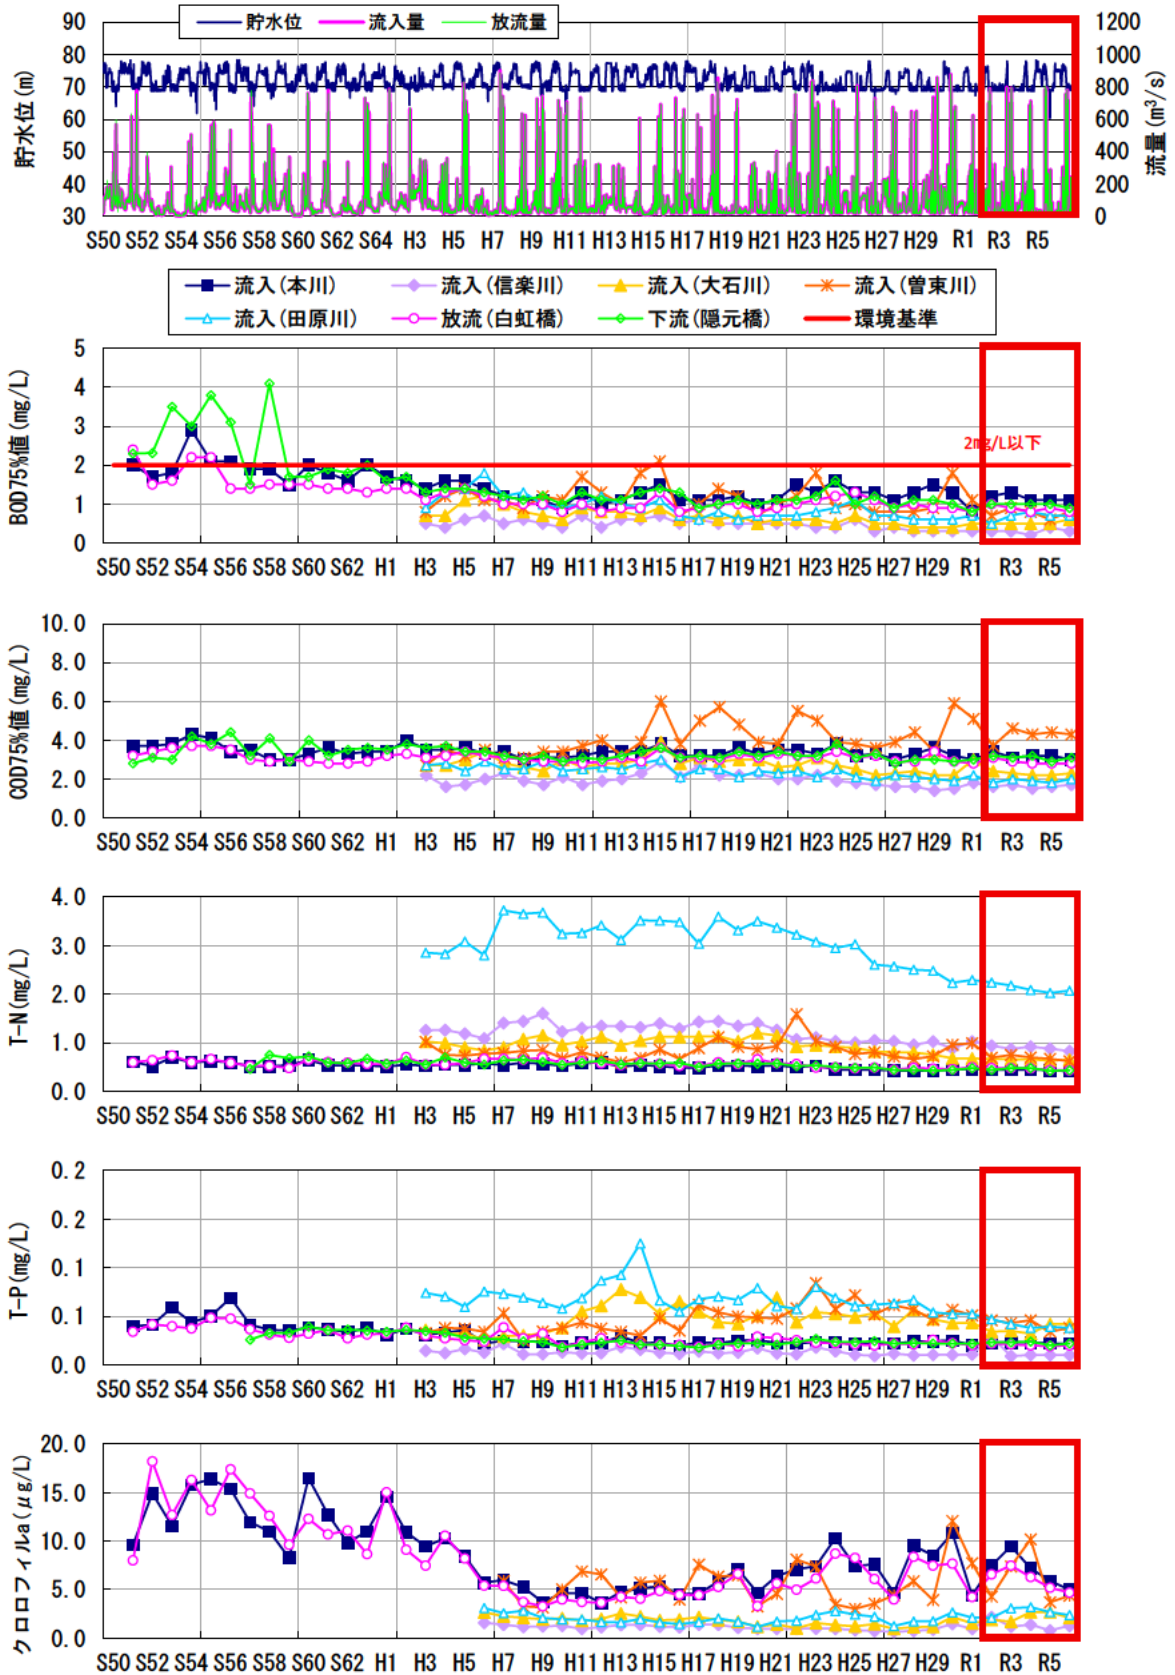 貯水位 流入量 放流量
貯水位(m)
90
80
70
60
50
40
30
1200
1000
800
600
400
200
0
流量(m³/s)
S50 S52 S54 S56 S58 S60 S62 S64 H3 H5 H7 H9 H11 H13 H15 H17 H19 H21 H23 H25 H27 H29 R1 R3 R5
流入(本川) 流入(信楽川) 流入(大石川) 流入(曽束川)
流入(田原川) 放流(白虹橋) 下流(隠元橋) 環境基準
BOD75%値(mg/L)
5
4
3
2
1
0
2mg/L以下
S50 S52 S54 S56 S58 S60 S62 H1 H3 H5 H7 H9 H11 H13 H15 H17 H19 H21 H23 H25 H27 H29 R1 R3 R5
COD75%値(mg/L)
10.0
8.0
6.0
4.0
2.0
0.0
S50 S52 S54 S56 S58 S60 S62 H1 H3 H5 H7 H9 H11 H13 H15 H17 H19 H21 H23 H25 H27 H29 R1 R3 R5
T-N(mg/L)
4.0
3.0
2.0
1.0
0.0
S50 S52 S54 S56 S58 S60 S62 H1 H3 H5 H7 H9 H11 H13 H15 H17 H19 H21 H23 H25 H27 H29 R1 R3 R5
T-P(mg/L)
0.2
0.2
0.1
0.1
0.0
S50 S52 S54 S56 S58 S60 S62 H1 H3 H5 H7 H9 H11 H13 H15 H17 H19 H21 H23 H25 H27 H29 R1 R3 R5
クロロフィルa(μg/L)
20.0
15.0
10.0
5.0
0.0
S50 S52 S54 S56 S58 S60 S62 H1 H3 H5 H7 H9 H11 H13 H15 H17 H19 H21 H23 H25 H27 H29 R1 R3 R5